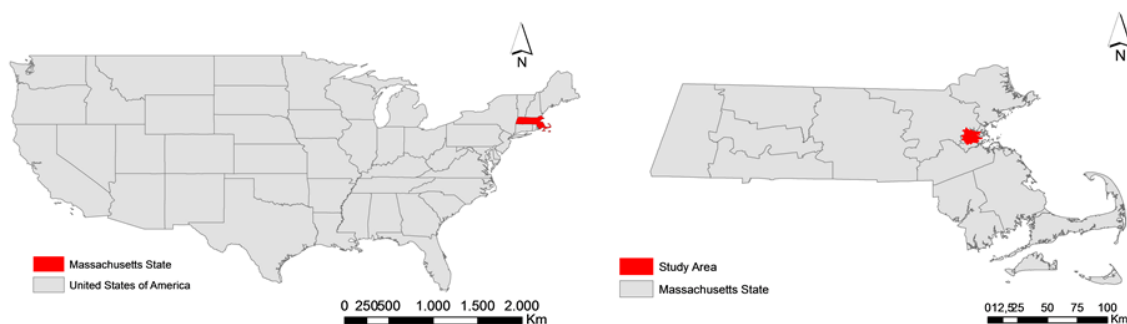 N
Massachusetts State
United States of America
0 250500 1.000 1.500 2.000
Km
N
Study Area
Massachusetts State
012,525 50 75 100
Km